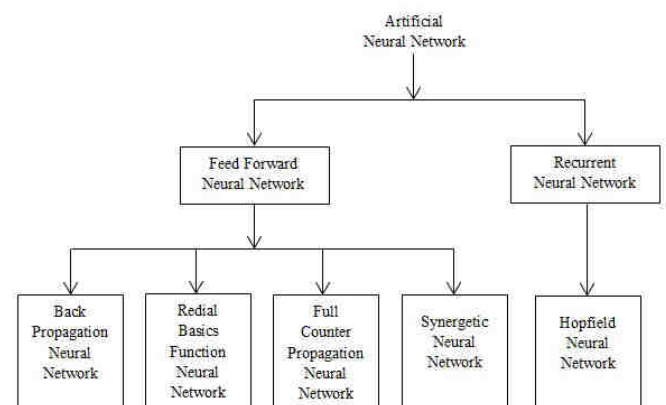 Artificial
Neural Network
Feed Forward
Neural Network
Recurrent
Neural Network
Back
Propagation
Neural
Network
Redial
Basics
Function
Neural
Network
Full
Counter
Propagation
Neural
Network
Synergetic
Neural
Network
Hopfield
Neural
Network